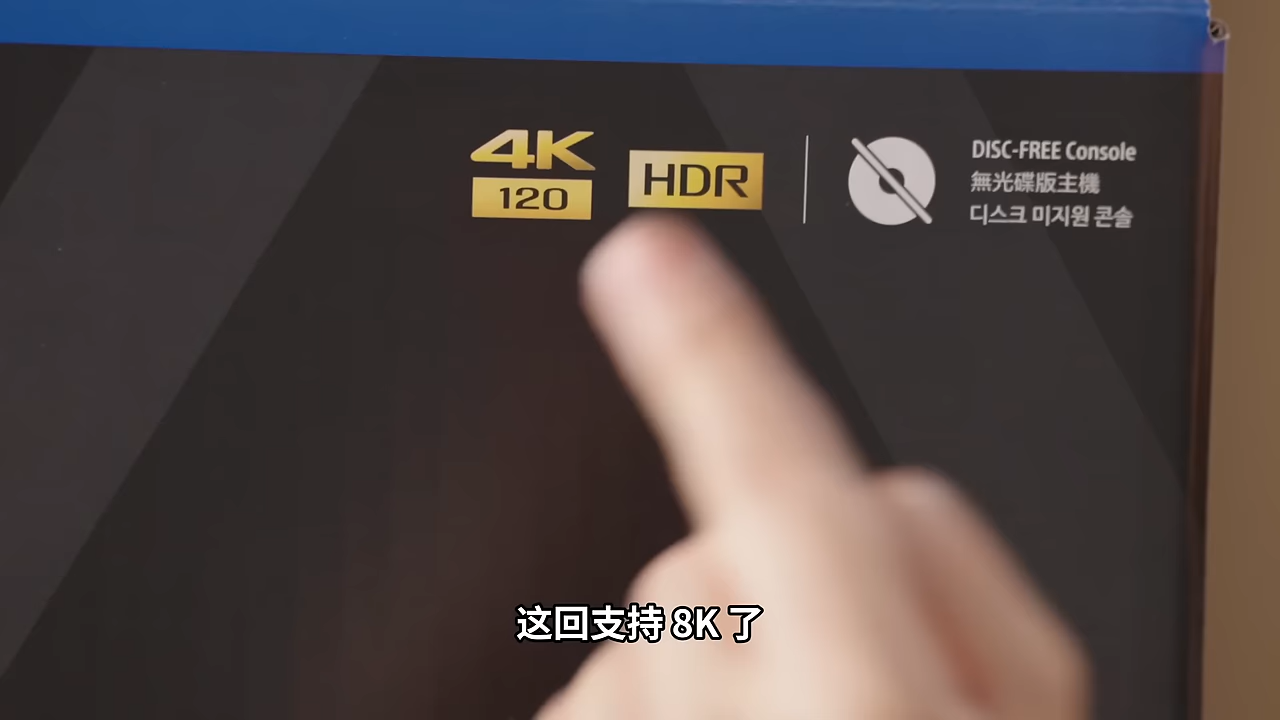 4K
120
HDR
DISC-FREE Console
無光碟版主機
디스크 미지원 콘솔
这回支持 8K 了